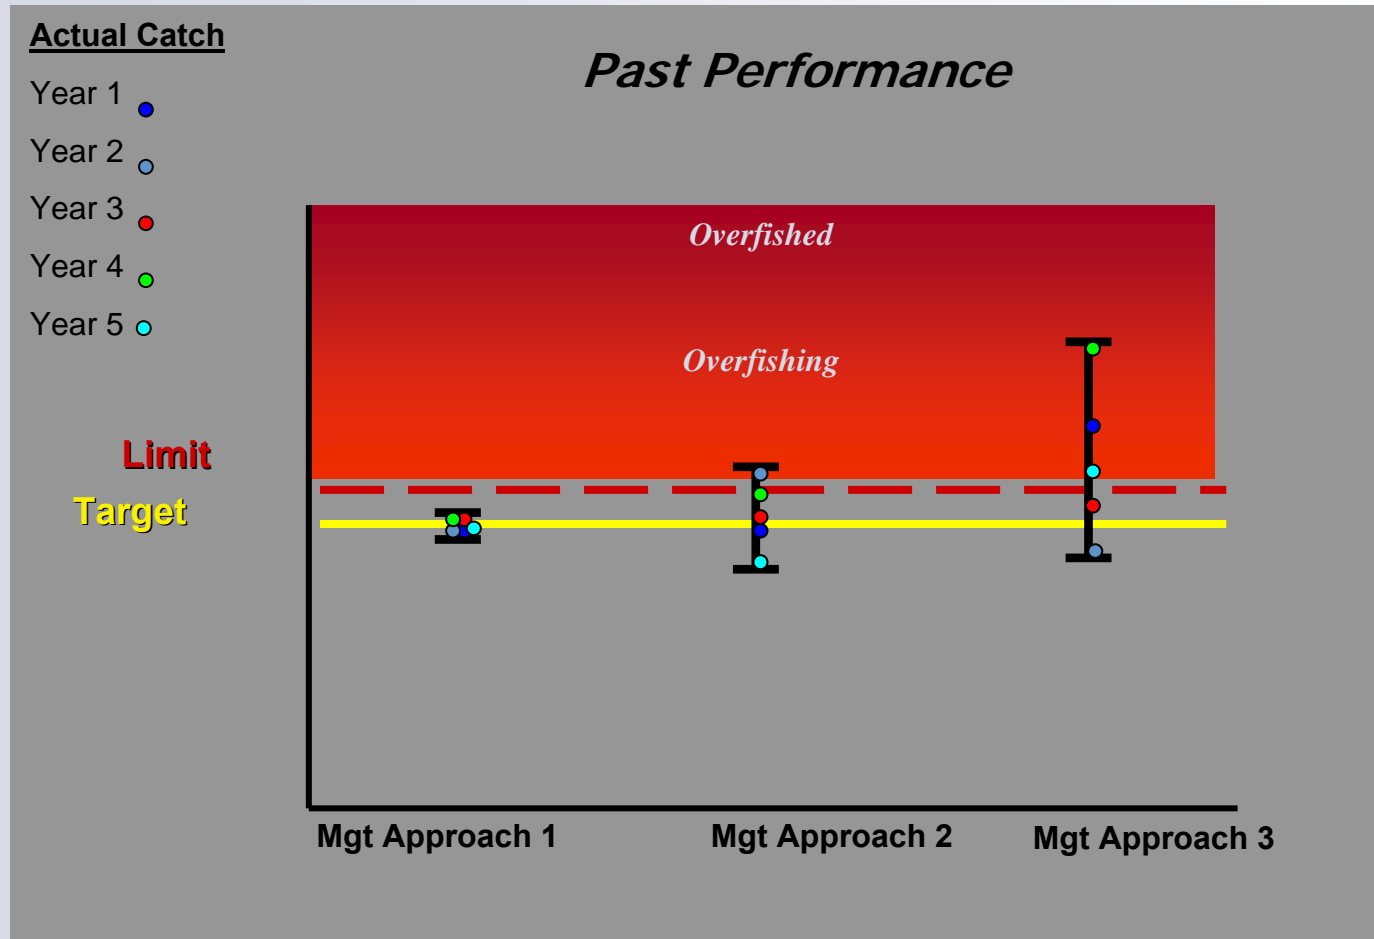 Actual Catch
Past Performance
Year 1
Year 2
Year 3
Year 4
Year 5
Overfished
Overfishing
Limit
Target
Mgt Approach 1
Mgt Approach 2
Mgt Approach 3